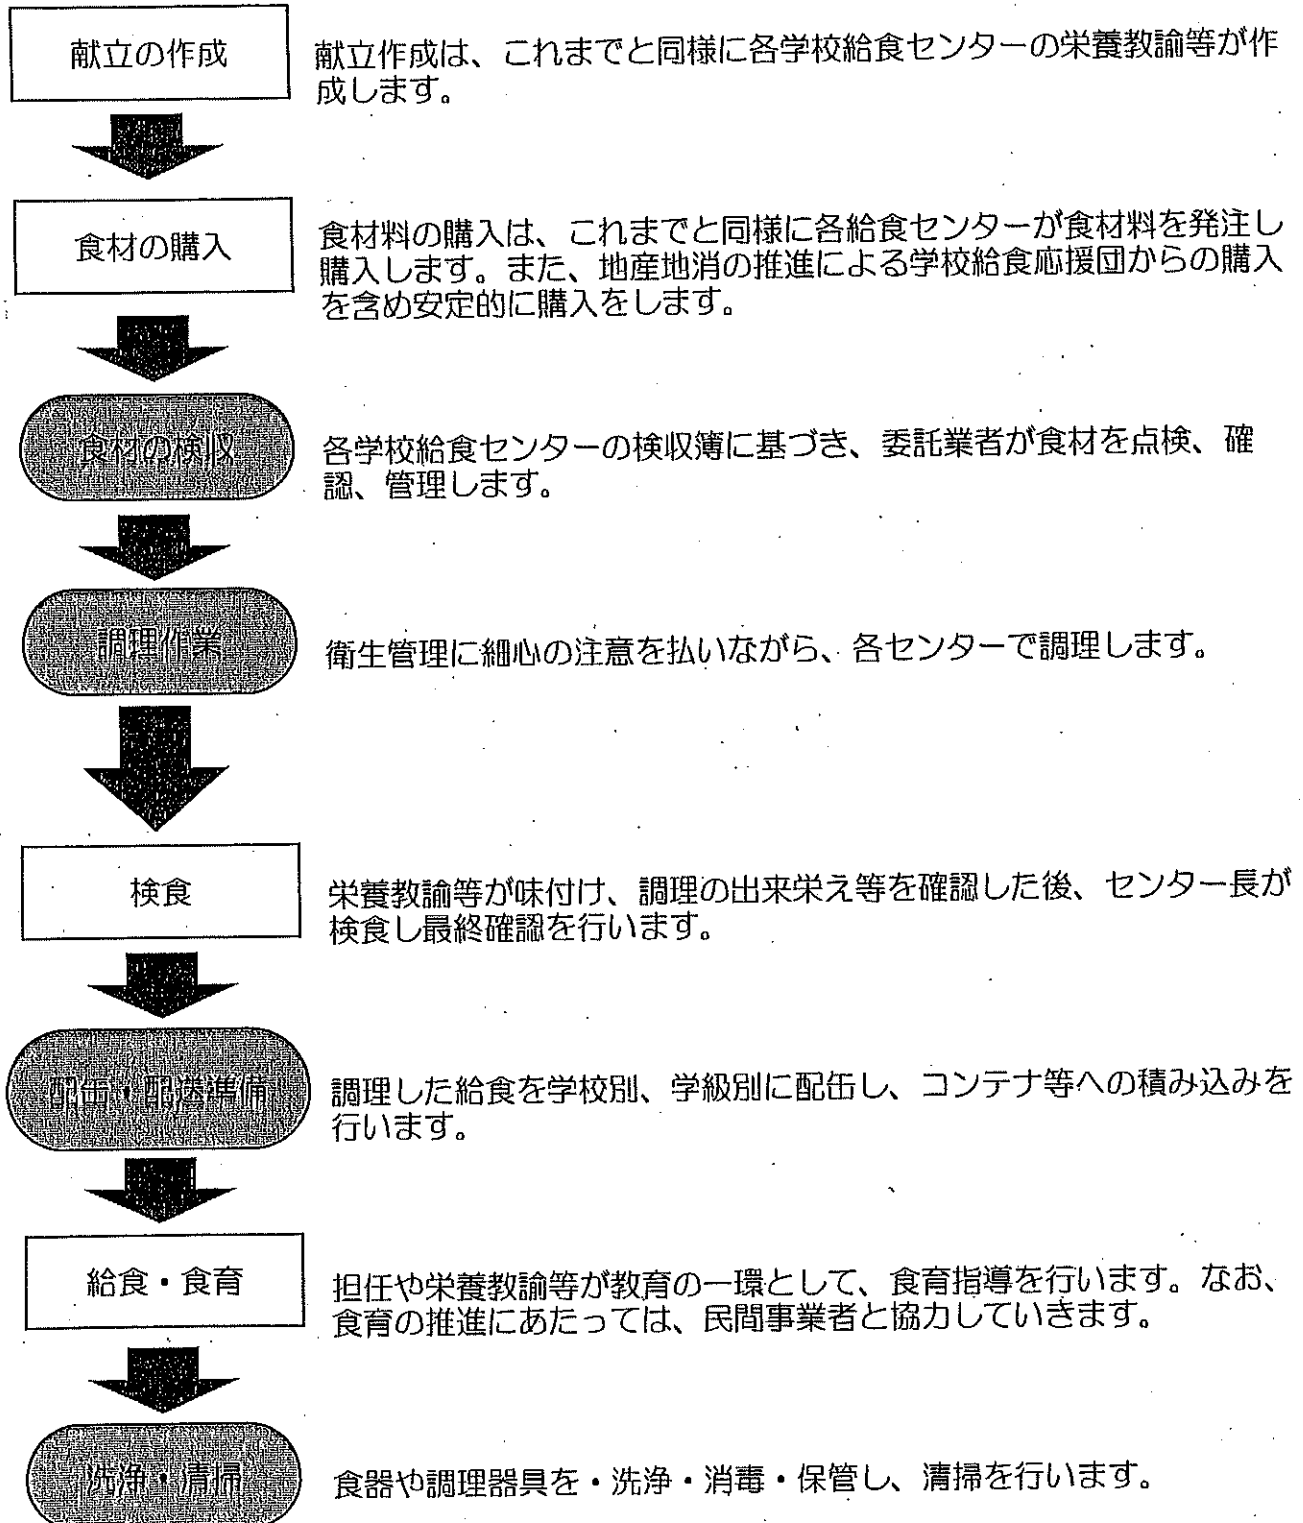 献立の作成
献立作成は、これまでと同様に各学校給食センターの栄養教諭等が作
成します。
食材の購入
食材料の購入は、これまでと同様に各給食センターが食材料を発注し
購入します。また、地産地消の推進による学校給食応援団からの購入
を含め安定的に購入をします。
食材の検収
各学校給食センターの検収簿に基づき、委託業者が食材を点検、確
認、管理します。
調理作業
衛生管理に細心の注意を払いながら、各センターで調理します。
検食
栄養教諭等が味付け、調理の出来栄え等を確認した後、センター長が
検食し最終確認を行います。
配缶・配送準備
調理した給食を学校別、学級別に配缶し、コンテナ等への積み込みを
行います。
給食・食育
担任や栄養教諭等が教育の一環として、食育指導を行います。なお、
食育の推進にあたっては、民間事業者と協力していきます。
洗浄・清掃
食器や調理器具を・洗浄・消毒・保管し、清掃を行います。